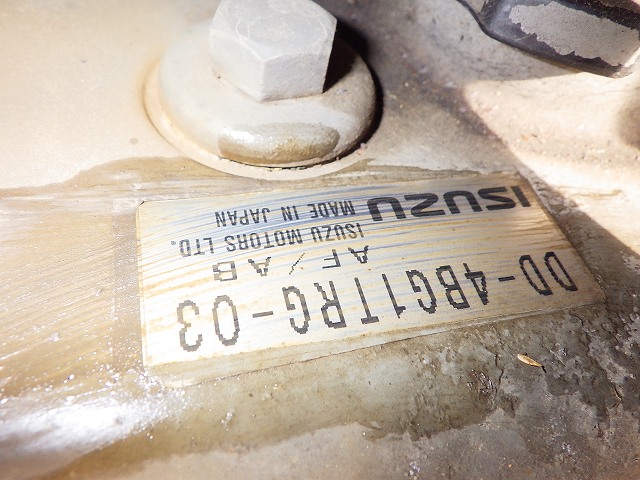 DD-4BG1TRG-03
AF/AB
ISUZU
ISUZU MOTORS LTD.
MADE IN JAPAN